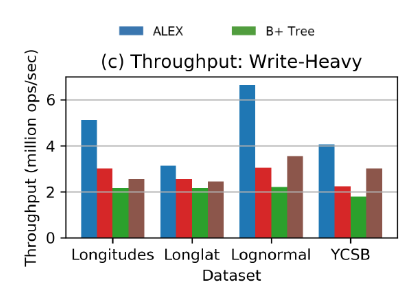 ALEX B+ Tree
(c) Throughput: Write-Heavy
Throughput (million ops/sec)
6
4
2
0
Longitudes Longlat Lognormal YCSB
Dataset